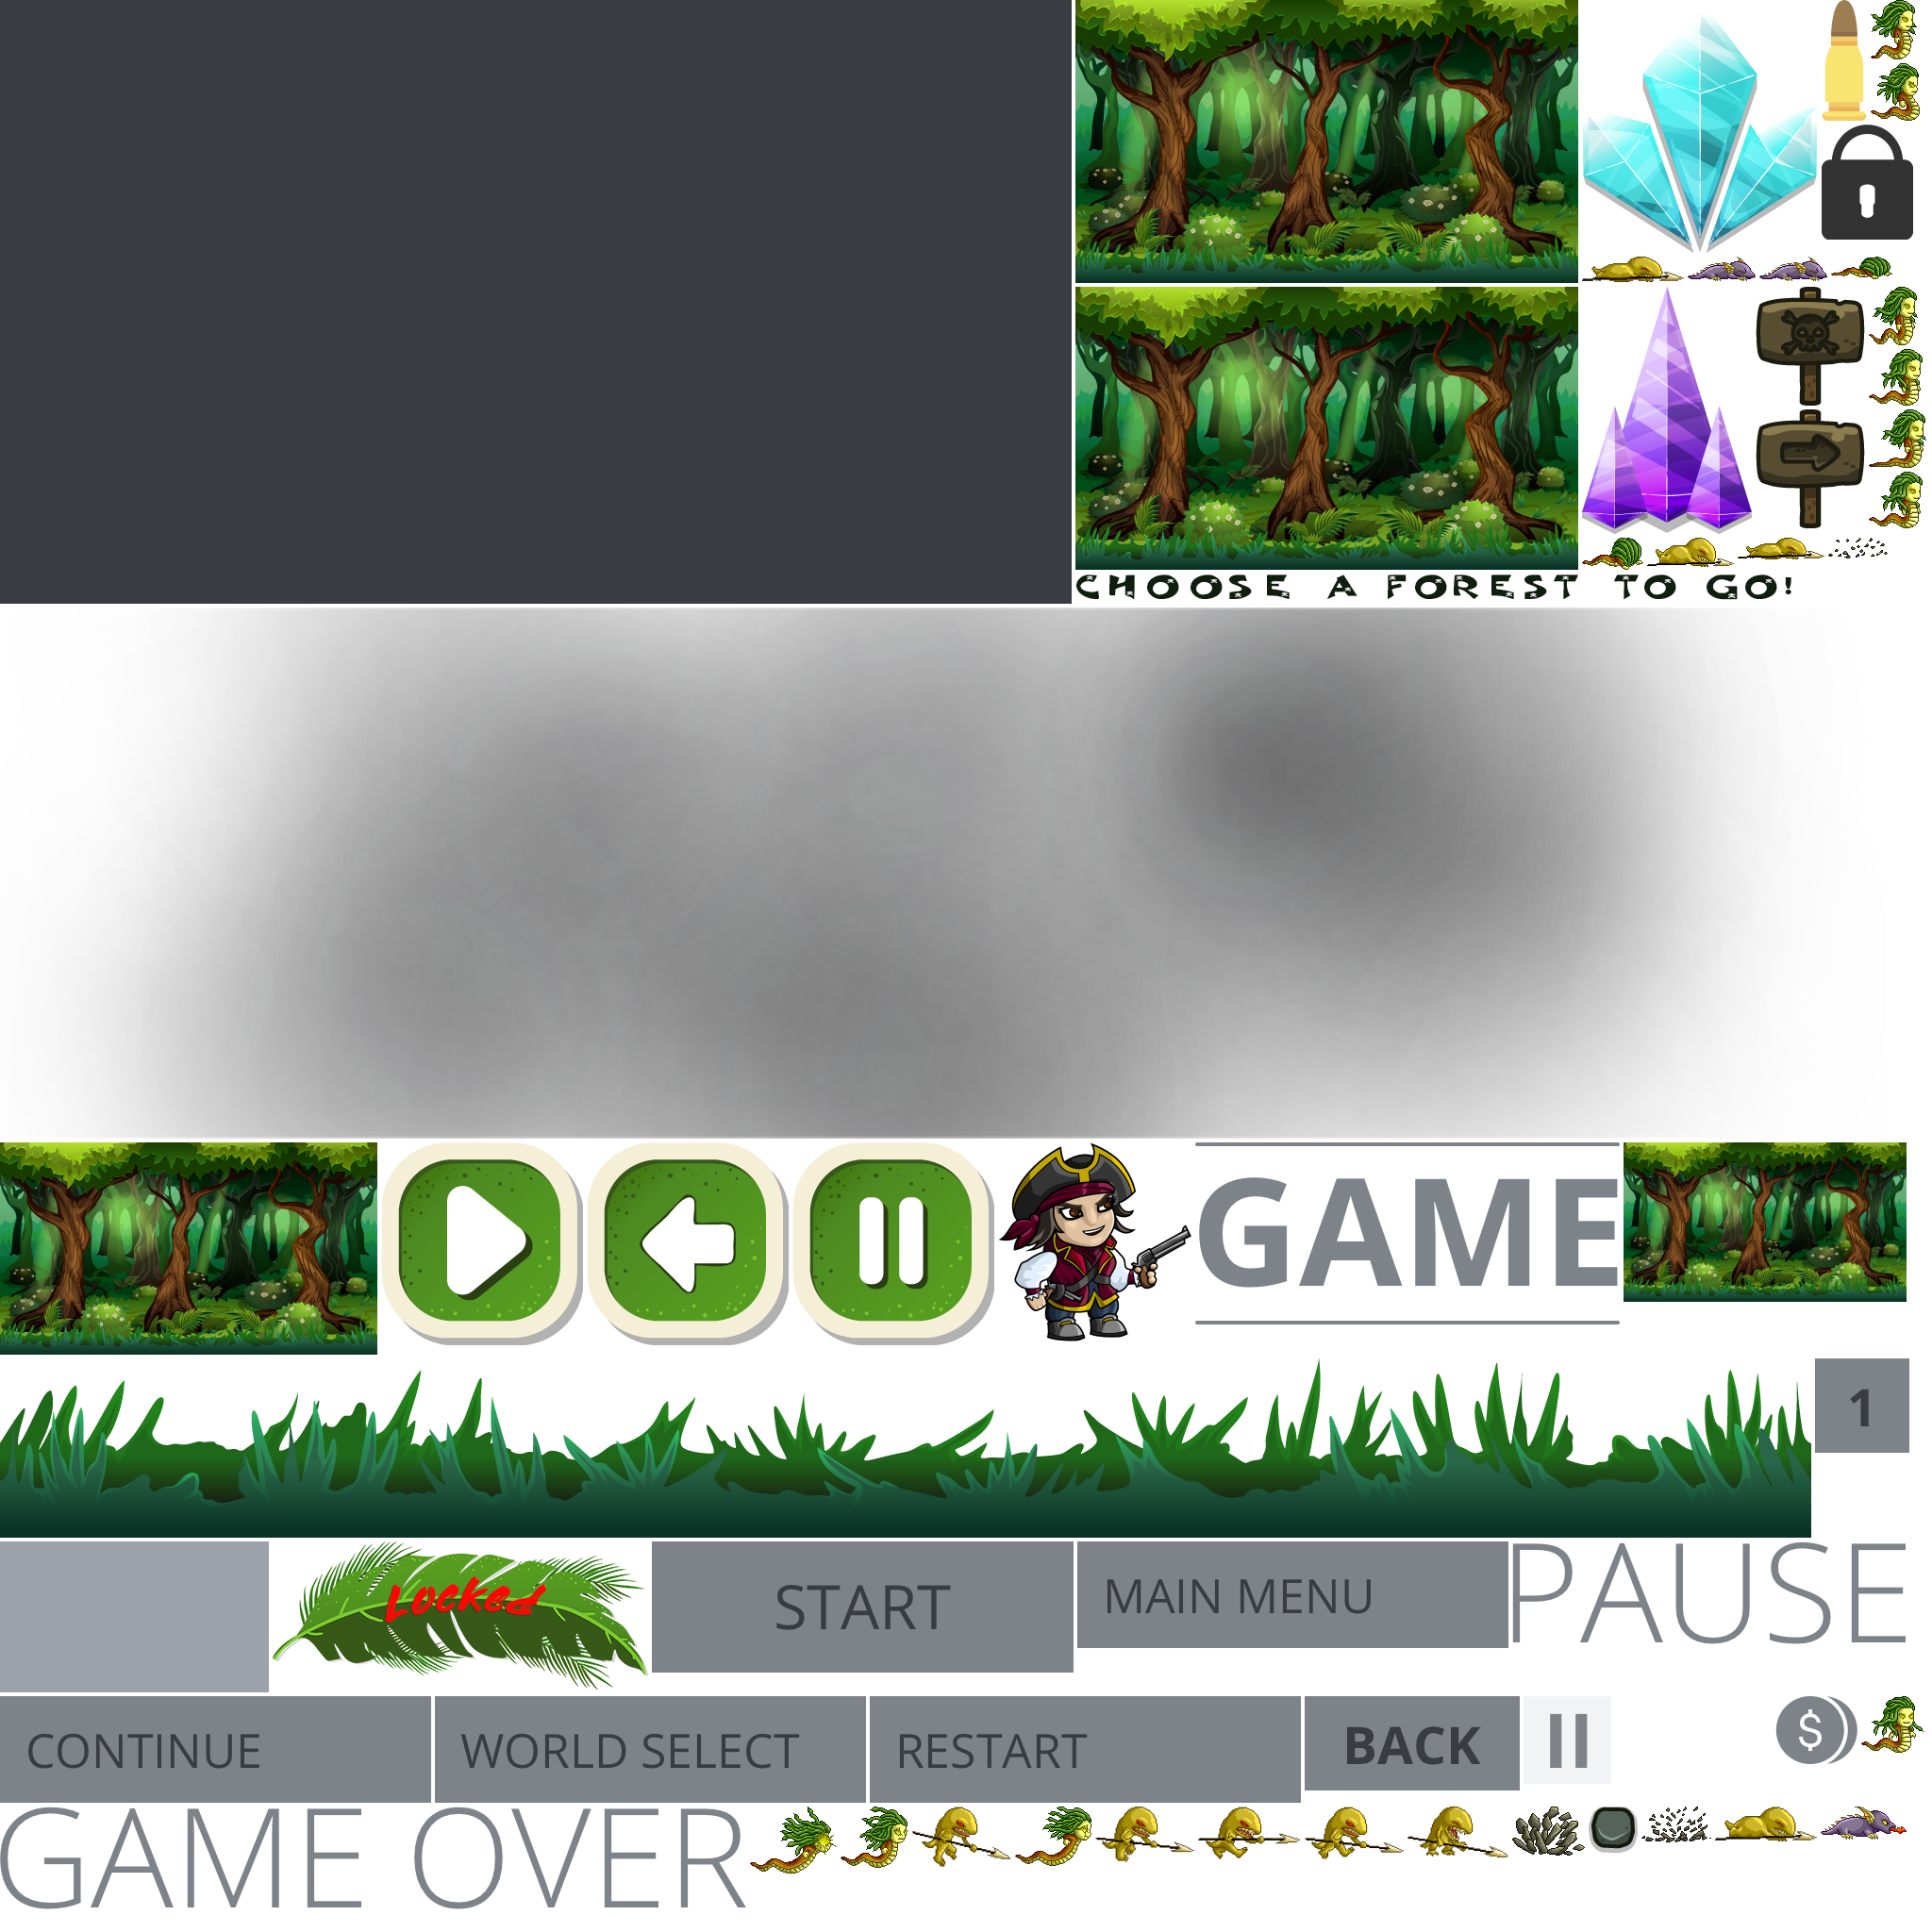 CHOOSE A FOREST TO GO!
GAME
1
Locked
START
MAIN MENU
PAUSE
CONTINUE
WORLD SELECT
RESTART
BACK
$
GAME OVER